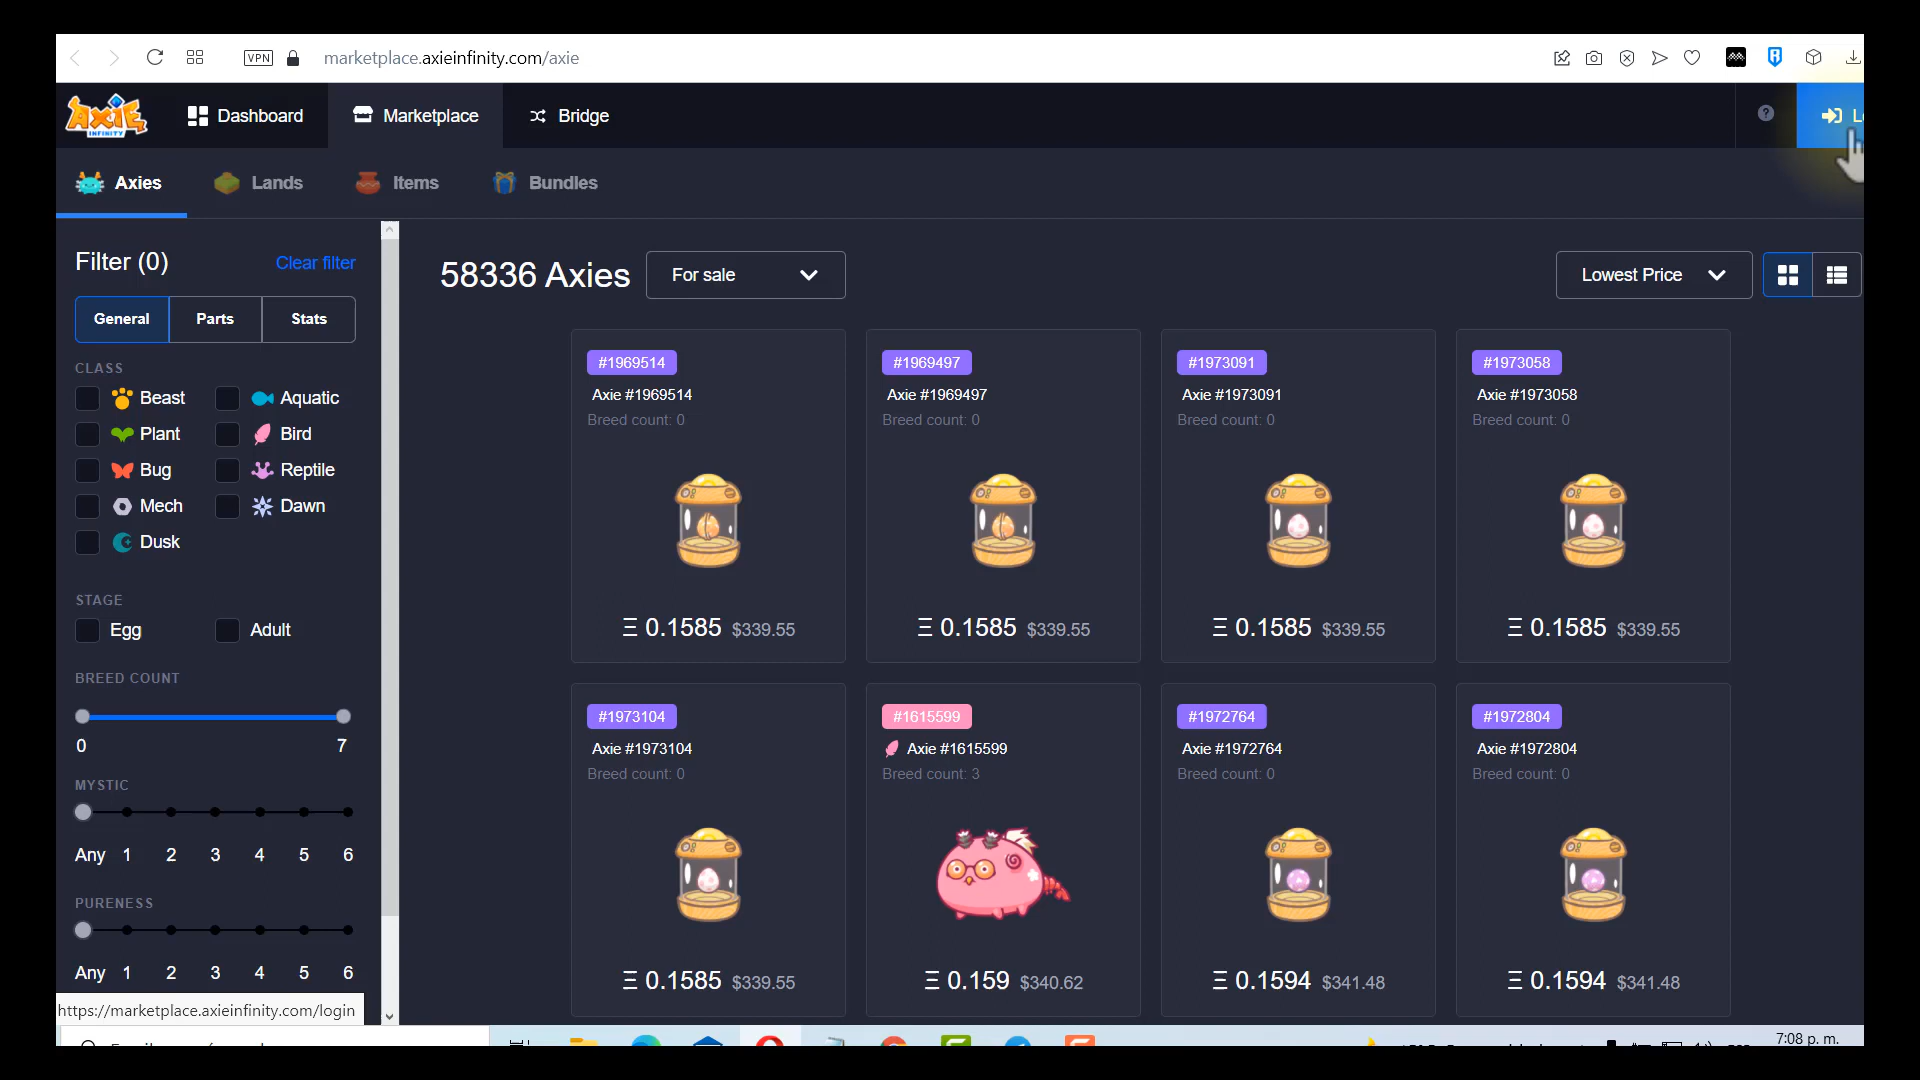 VPN marketplace.axieinfinity.com/axie
AXIE INFINITY Dashboard Marketplace Bridge
Axies Lands Items Bundles
Filter (0) Clear filter
General Parts Stats
CLASS
Beast Aquatic
Plant Bird
Bug Reptile
Mech Dawn
Dusk
STAGE
Egg Adult
BREED COUNT
0 7
MYSTIC
Any 1 2 3 4 5 6
PURENESS
Any 1 2 3 4 5 6
https://marketplace.axieinfinity.com/login
58336 Axies For sale Lowest Price
#1969514
Axie #1969514
Breed count: 0
Ξ 0.1585 $339.55
#1969497
Axie #1969497
Breed count: 0
Ξ 0.1585 $339.55
#1973091
Axie #1973091
Breed count: 0
Ξ 0.1585 $339.55
#1973058
Axie #1973058
Breed count: 0
Ξ 0.1585 $339.55
#1973104
Axie #1973104
Breed count: 0
Ξ 0.1585 $339.55
#1615599
Axie #1615599
Breed count: 3
Ξ 0.159 $340.62
#1972764
Axie #1972764
Breed count: 0
Ξ 0.1594 $341.48
#1972804
Axie #1972804
Breed count: 0
Ξ 0.1594 $341.48
7:08 p. m.